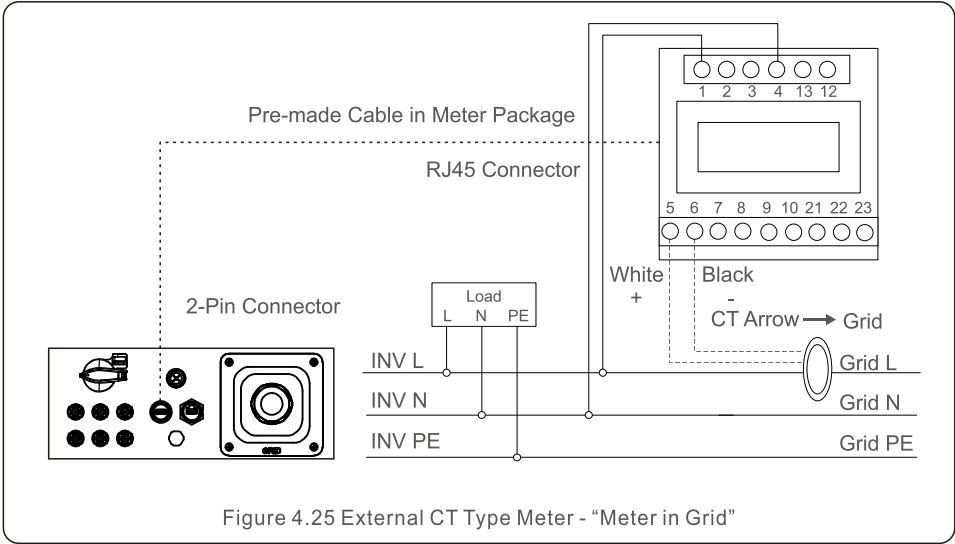 1 2 3 4 13 12
Pre-made Cable in Meter Package
RJ45 Connector
5 6 7 8 9 10 21 22 23
White
+
Black
-
CT Arrow
Grid
2-Pin Connector
Load
L N PE
INV L
Grid L
INV N
Grid N
INV PE
Grid PE
Figure 4.25 External CT Type Meter - “Meter in Grid”